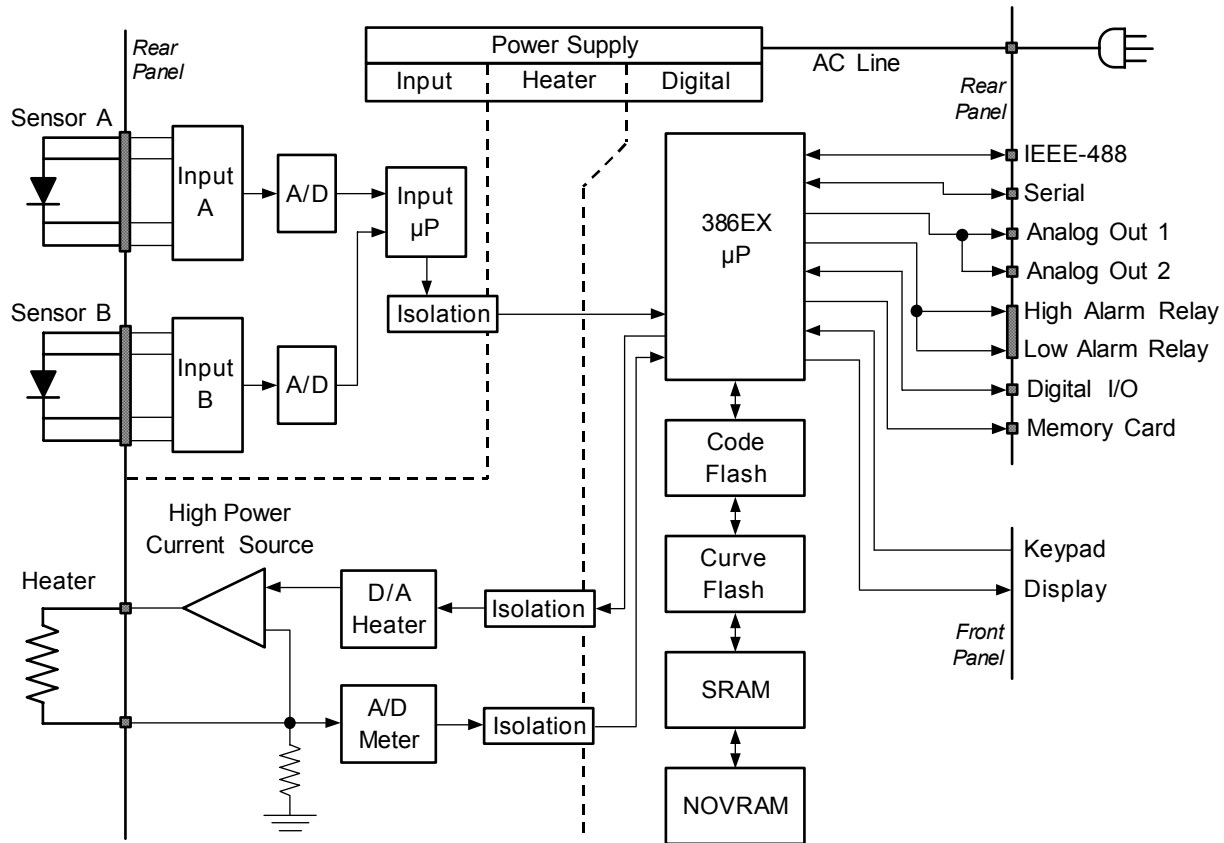 Rear
Panel
Power Supply
Input
Heater
Digital
AC Line
Rear
Panel
Sensor A
Input
A
A/D
Input
µP
Sensor B
Input
B
A/D
Isolation
386EX
µP
IEEE-488
Serial
Analog Out 1
Analog Out 2
High Alarm Relay
Low Alarm Relay
Digital I/O
Memory Card
Code
Flash
Curve
Flash
SRAM
NOVRAM
Keypad
Display
Front
Panel
High Power
Current Source
Heater
D/A
Heater
Isolation
A/D
Meter
Isolation